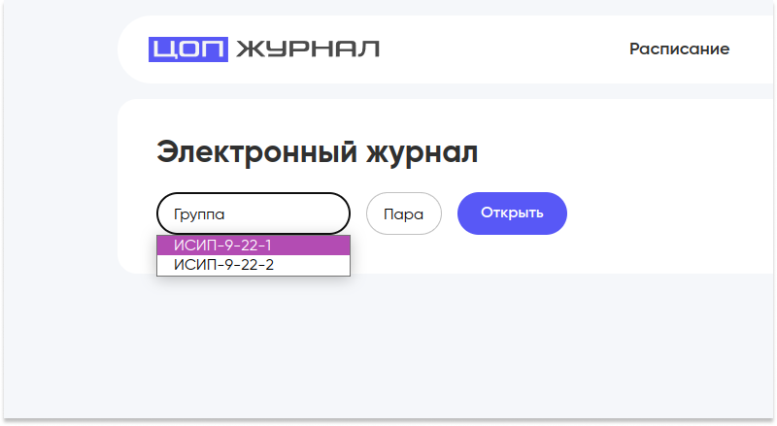 ЦОП ЖУРНАЛ Расписание
Электронный журнал
Группа Пара Открыть
ИСИП-9-22-1
ИСИП-9-22-2